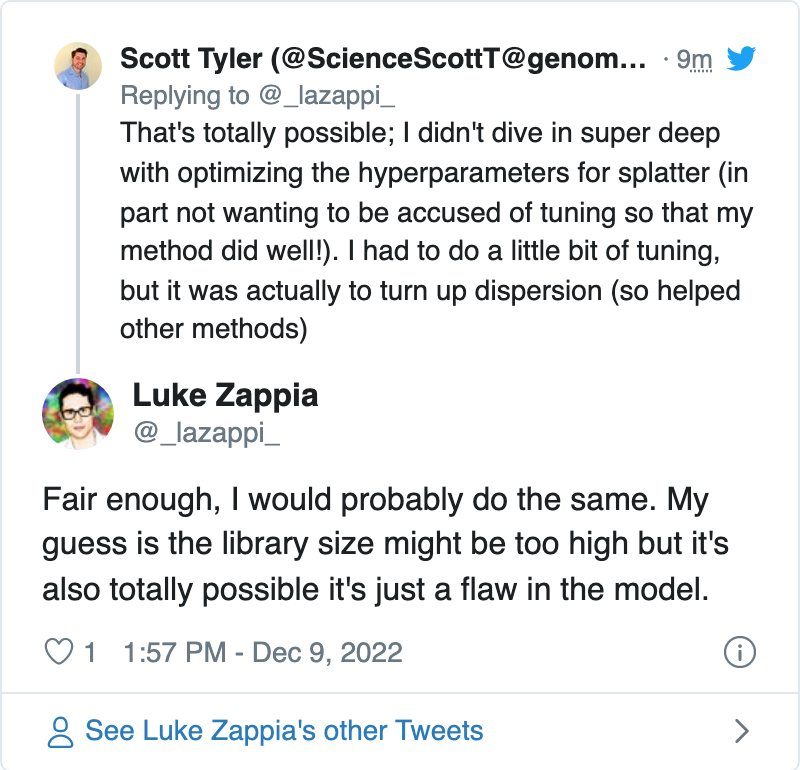 Scott Tyler (@ScienceScottT@genom... · 9m
Replying to @_lazappi_
That's totally possible; I didn't dive in super deep
with optimizing the hyperparameters for splatter (in
part not wanting to be accused of tuning so that my
method did well!). I had to do a little bit of tuning,
but it was actually to turn up dispersion (so helped
other methods)
Luke Zappia
@_lazappi_
Fair enough, I would probably do the same. My
guess is the library size might be too high but it's
also totally possible it's just a flaw in the model.
1 1:57 PM - Dec 9, 2022
See Luke Zappia's other Tweets